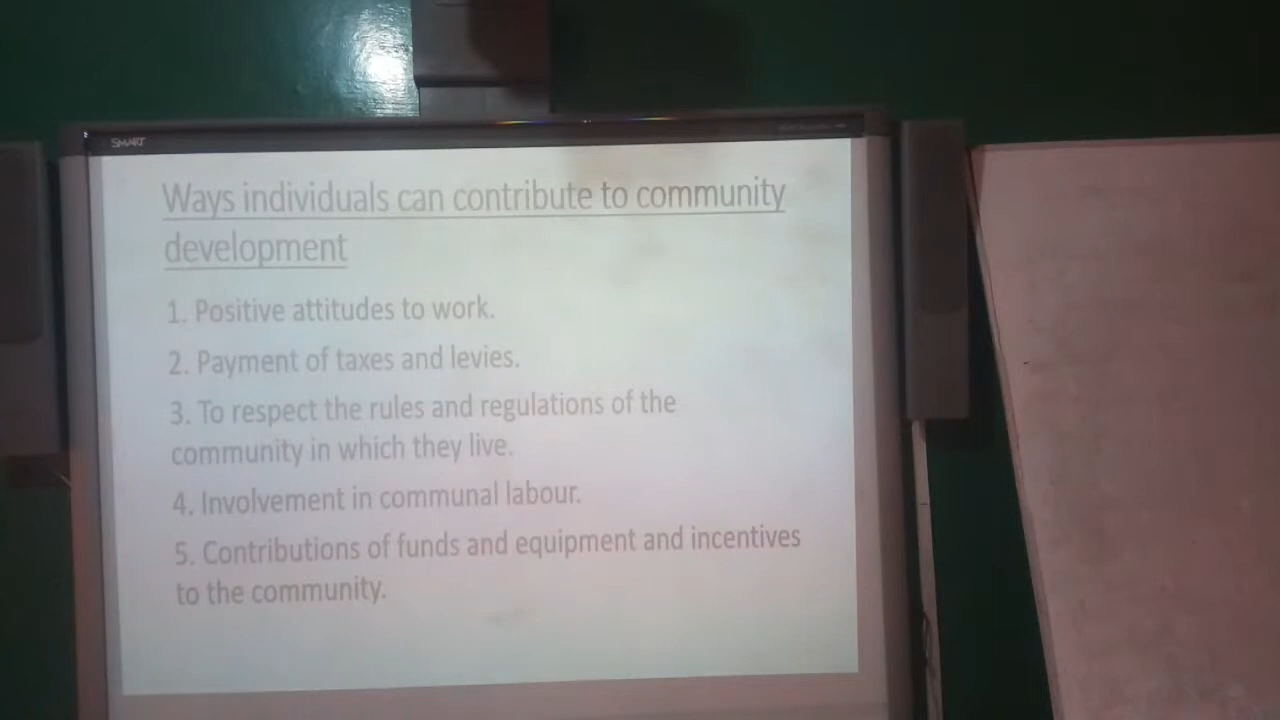 SMART
Ways individuals can contribute to community
development
1. Positive attitudes to work.
2. Payment of taxes and levies.
3. To respect the rules and regulations of the
community in which they live.
4. Involvement in communal labour.
5. Contributions of funds and equipment and incentives
to the community.